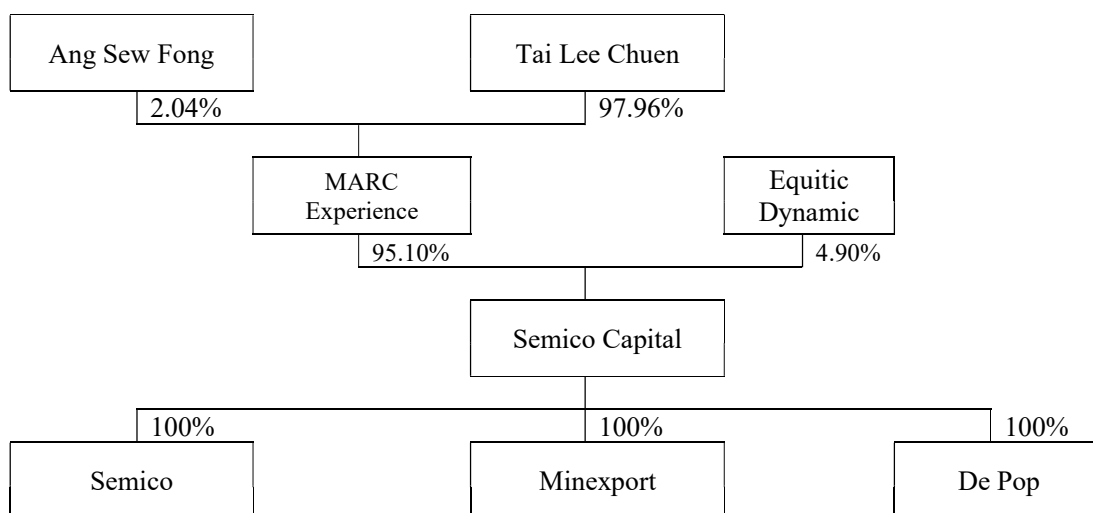 Ang Sew Fong
Tai Lee Chuen
2.04%
97.96%
MARC
Experience
Equitic
Dynamic
95.10%
4.90%
Semico Capital
100%
100%
100%
Semico
Minexport
De Pop